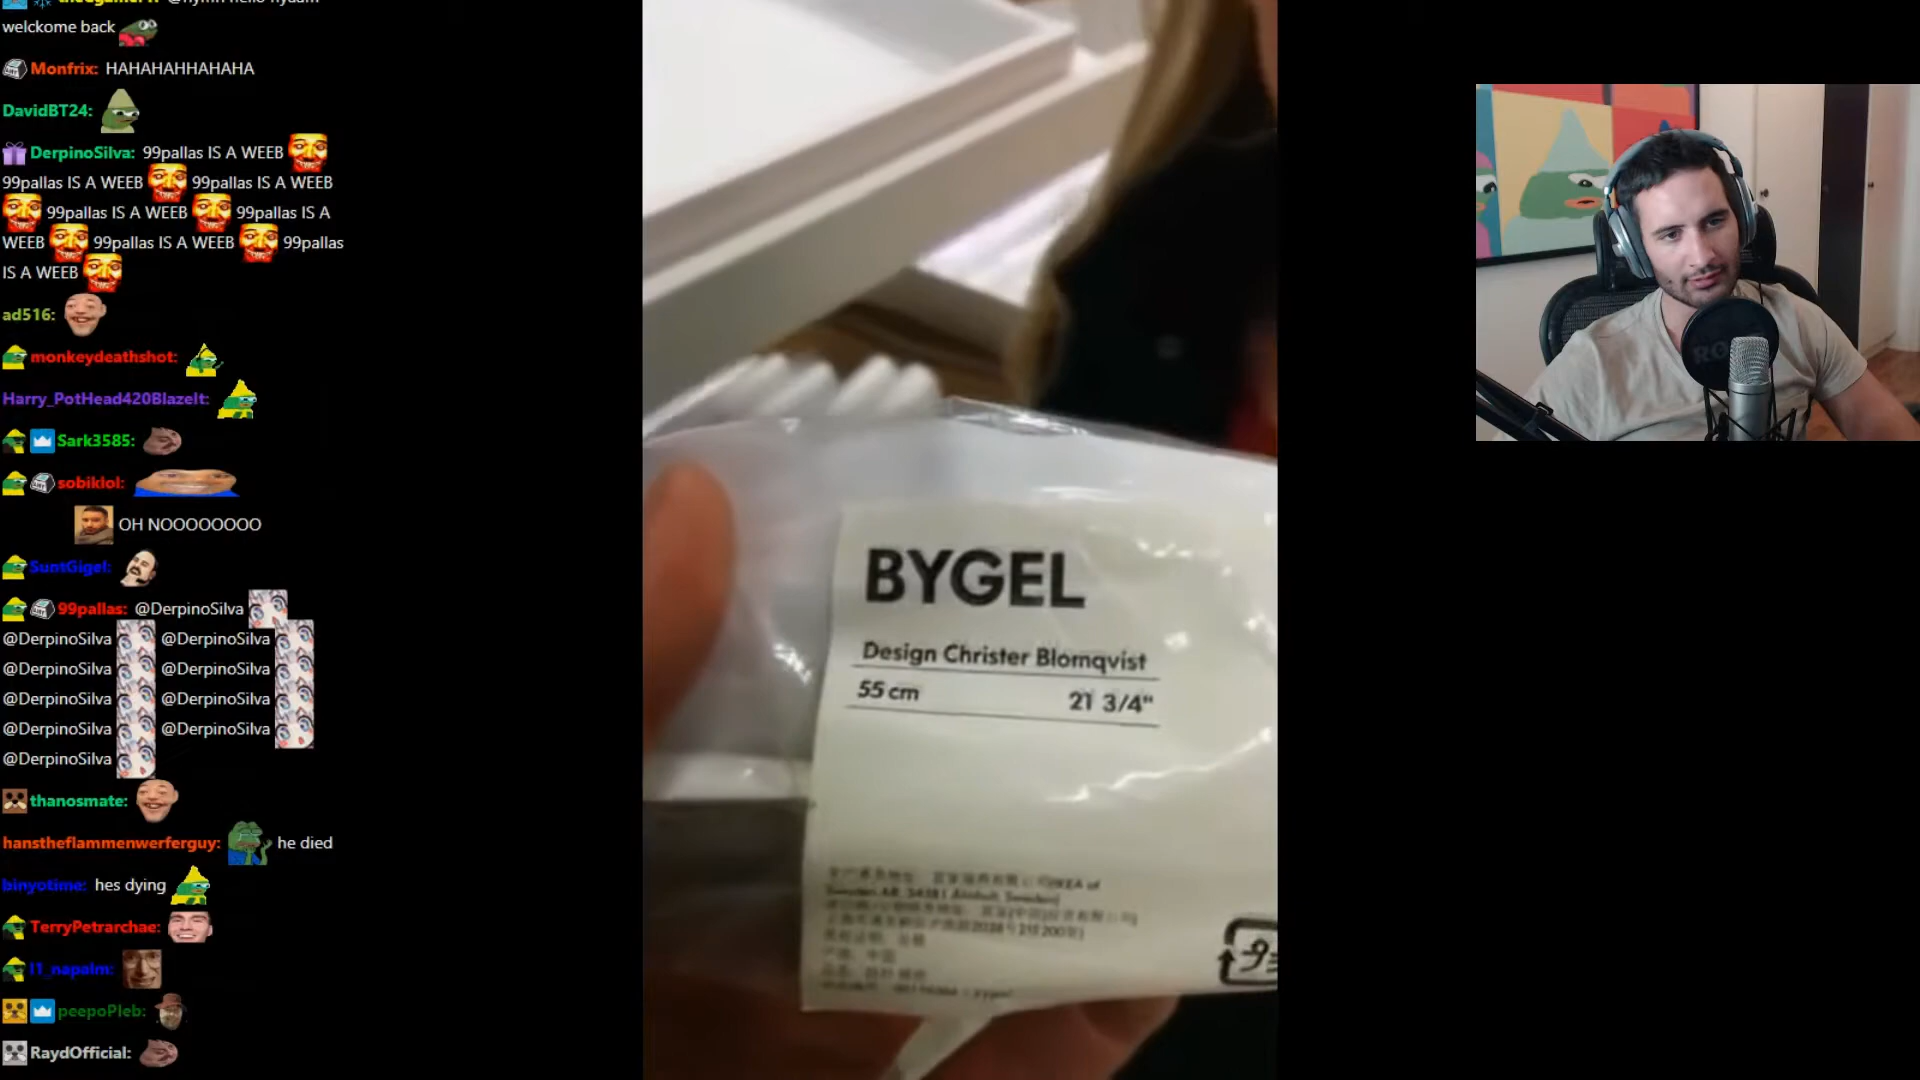 welckome back
Monfrix: HAHAHAHHAHAHA
DavidBT24:
DerpinoSilva: 99pallas IS A WEEB
99pallas IS A WEEB 99pallas IS A WEEB
99pallas IS A WEEB 99pallas IS A
WEEB 99pallas IS A WEEB 99pallas
IS A WEEB
ad516:
monkeydeathshot:
Harry_PotHead420BlazeIt:
Sark3585:
sobiklol:
OH NOOOOOOOO
SuntGigel:
99pallas: @DerpinoSilva
@DerpinoSilva @DerpinoSilva
@DerpinoSilva @DerpinoSilva
@DerpinoSilva @DerpinoSilva
@DerpinoSilva @DerpinoSilva
@DerpinoSilva
thanosmate:
hanstheflammenwerferguy: he died
binyotime: hes dying
TerryPetrarchae:
11_napalm:
peepoPleb:
RaydOfficial:
BYGEL
Design Christer Blomqvist
55 cm 21 3/4"